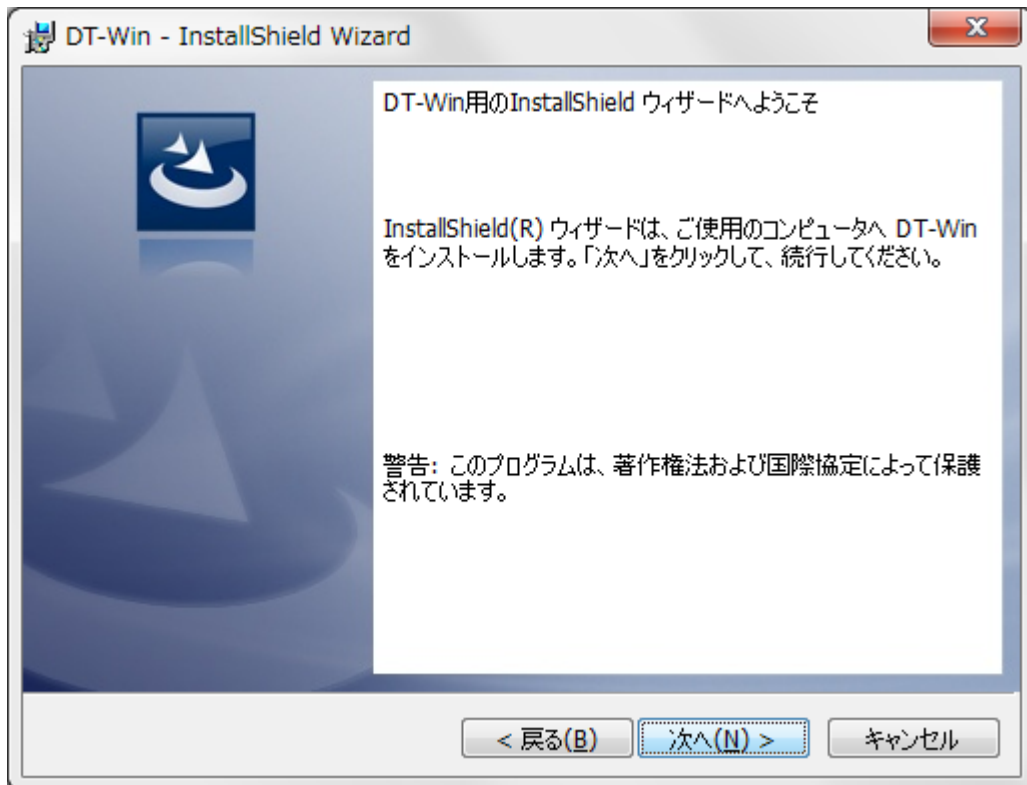 DT-Win - InstallShield Wizard
DT-Win用のInstallShield ウィザードへようこそ
InstallShield(R) ウィザードは、ご使用のコンピュータへ DT-Win
をインストールします。「次へ」をクリックして、続行してください。
警告: このプログラムは、著作権法および国際協定によって保護
されています。
< 戻る(B) 次へ(N) > キャンセル